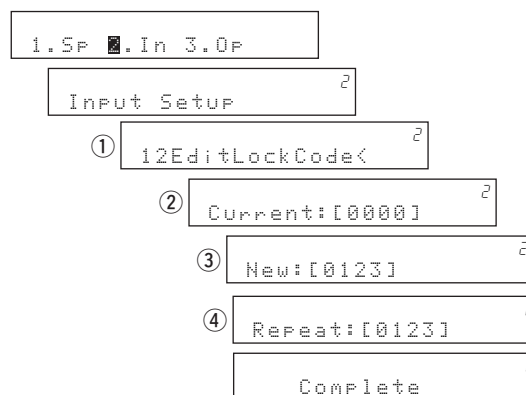 1.Sp 2.In 3.Op
2
Input Setup
2
① 12EditLockCode<
2
② Current:[0000]
2
③ New:[0123]
④ Repeat:[0123]
Complete